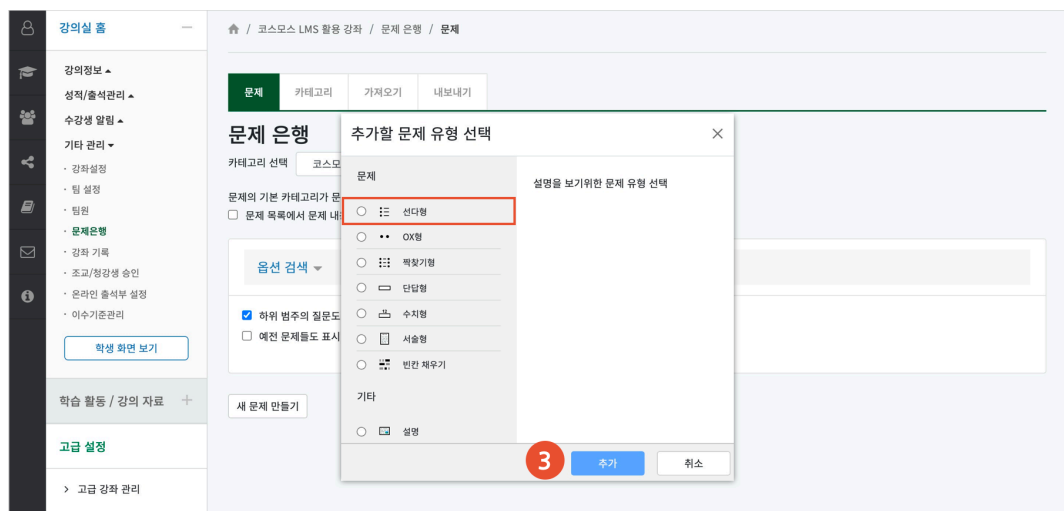 강의실 홈
강의정보
성적/출석관리
수강생 알림
기타 관리
· 강좌설정
· 팀 설정
· 팀원
· 문제은행
· 강좌 기록
· 조교/청강생 승인
· 온라인 출석부 설정
· 이수기준관리
학생 화면 보기
학습 활동 / 강의 자료
고급 설정
> 고급 강좌 관리
/ 코스모스 LMS 활용 강좌 / 문제 은행 / 문제
문제 카테고리 가져오기 내보내기
문제 은행
카테고리 선택 코스모
문제의 기본 카테고리가 문
문제 목록에서 문제 내
옵션 검색
하위 범주의 질문도
예전 문제들도 표시
새 문제 만들기
추가할 문제 유형 선택
문제
선다형
OX형
짝찾기형
단답형
수치형
서술형
빈칸 채우기
기타
설명
설명을 보기위한 문제 유형 선택
3
추가
취소